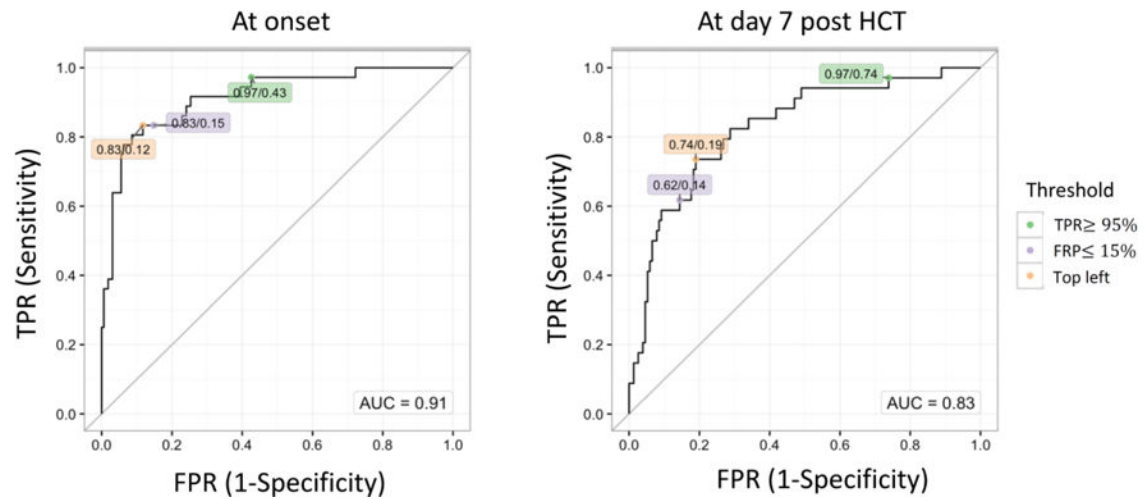 At onset
TPR (Sensitivity)
1.0
0.8
0.6
0.4
0.2
0.0
0.97/0.43
0.83/0.15
0.83/0.12
AUC = 0.91
0.0 0.2 0.4 0.6 0.8 1.0
FPR (1-Specificity)
At day 7 post HCT
TPR (Sensitivity)
1.0
0.8
0.6
0.4
0.2
0.0
0.97/0.74
0.74/0.19
0.62/0.14
AUC = 0.83
0.0 0.2 0.4 0.6 0.8 1.0
FPR (1-Specificity)
Threshold
TPR≥ 95%
FRP≤ 15%
Top left